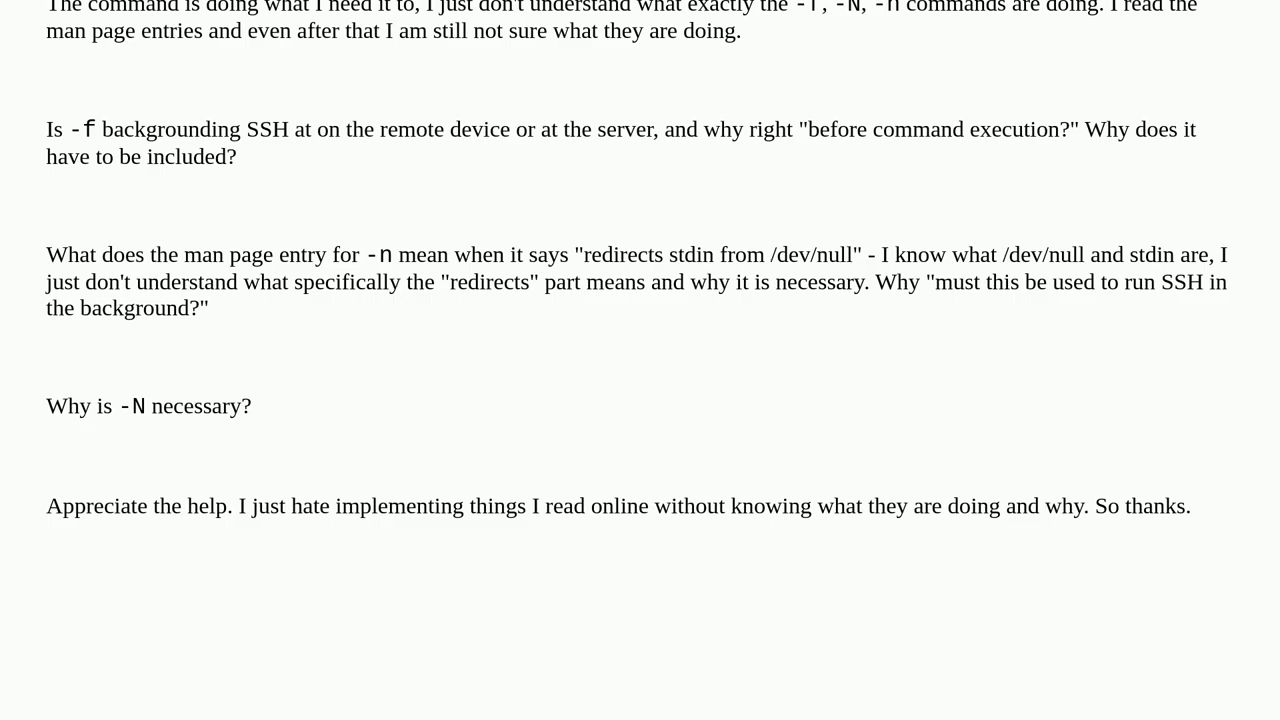 The command is doing what I need it to, I just don't understand what exactly the -f, -N, -n commands are doing. I read the
man page entries and even after that I am still not sure what they are doing.
Is -f backgrounding SSH at on the remote device or at the server, and why right "before command execution?" Why does it
have to be included?
What does the man page entry for -n mean when it says "redirects stdin from /dev/null" - I know what /dev/null and stdin are, I
just don't understand what specifically the "redirects" part means and why it is necessary. Why "must this be used to run SSH in
the background?"
Why is -N necessary?
Appreciate the help. I just hate implementing things I read online without knowing what they are doing and why. So thanks.